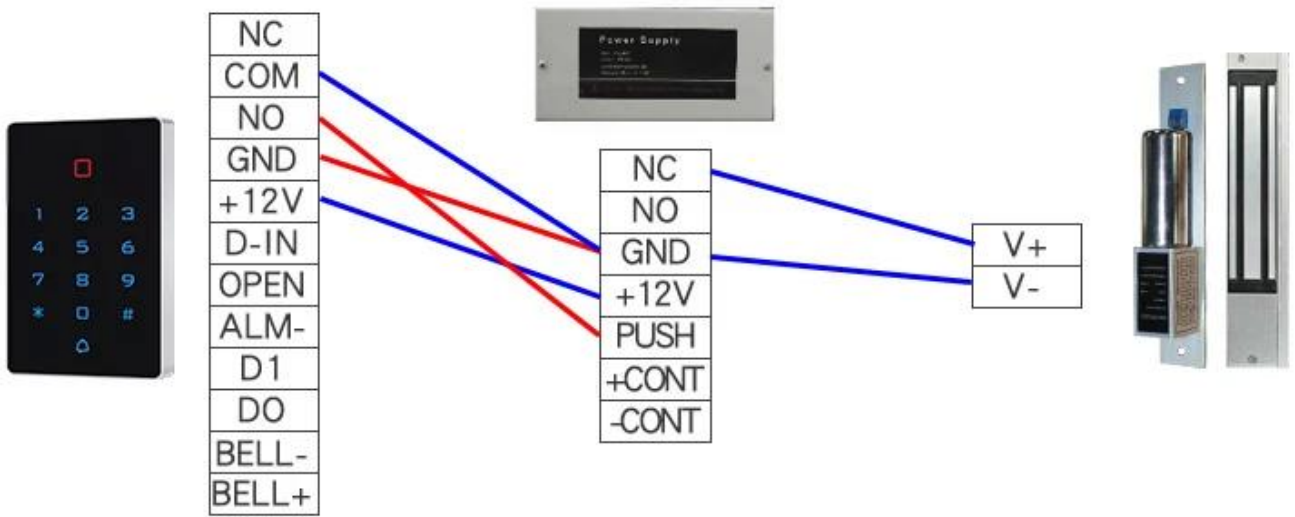 NC
COM
NO
GND
+12V
D-IN
OPEN
ALM-
D1
D0
BELL-
BELL+
1 2 3
4 5 6
7 8 9
* 0 #
Power Supply
NC
NO
GND
+12V
PUSH
+CONT
-CONT
V+
V-